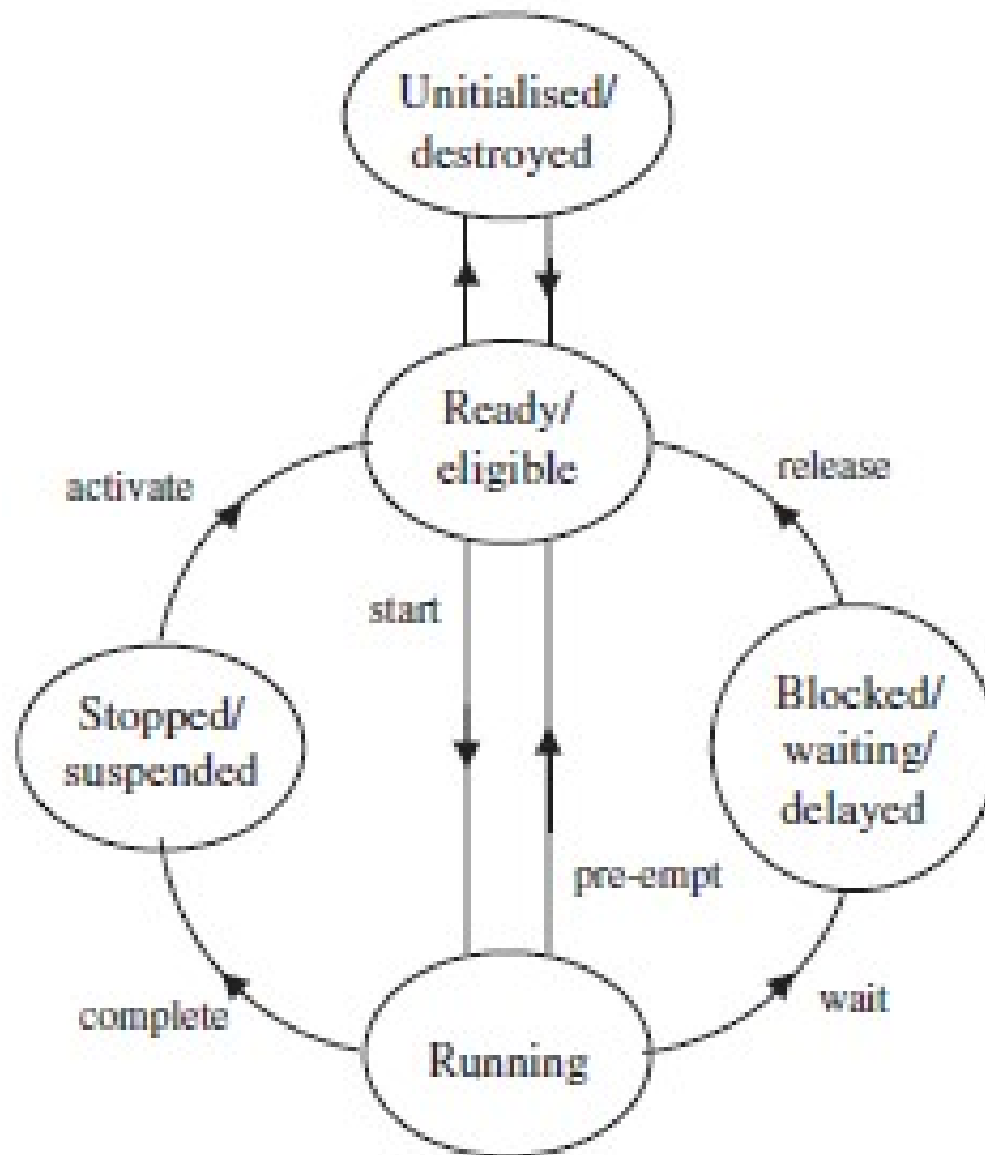 Unitialised/
destroyed
Ready/
eligible
activate
release
start
Stopped/
suspended
Blocked/
waiting/
delayed
pre-empt
complete
wait
Running